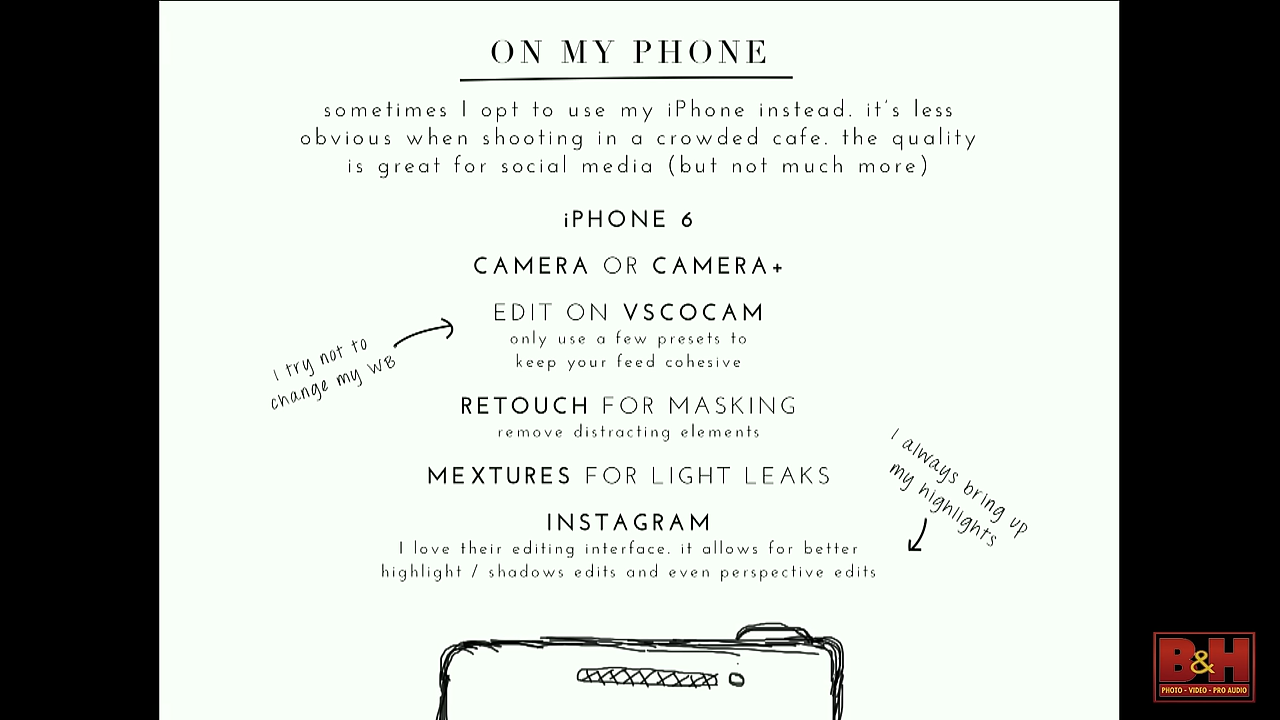 ON MY PHONE
sometimes I opt to use my iPhone instead. it's less
obvious when shooting in a crowded cafe. the quality
is great for social media (but not much more)
iPHONE 6
CAMERA OR CAMERA+
EDIT ON VSCOCAM
only use a few presets to
keep your feed cohesive
I try not to
change my WB
RETOUCH FOR MASKING
remove distracting elements
MEXTURES FOR LIGHT LEAKS
I always bring up
my highlights
INSTAGRAM
I love their editing interface. it allows for better
highlight / shadows edits and even perspective edits
B&H
PHOTO - VIDEO - PRO AUDIO